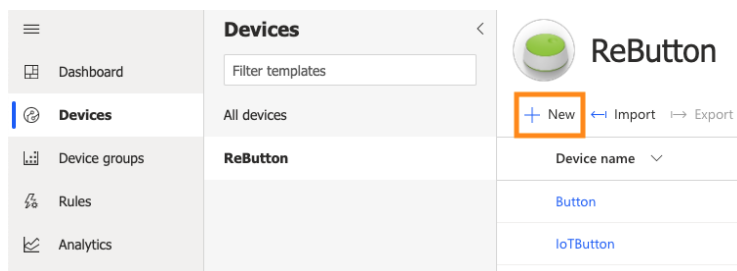 Dashboard
Devices
Device groups
Rules
Analytics
Devices
Filter templates
All devices
ReButton
ReButton
New Import Export
Device name
Button
IoTButton